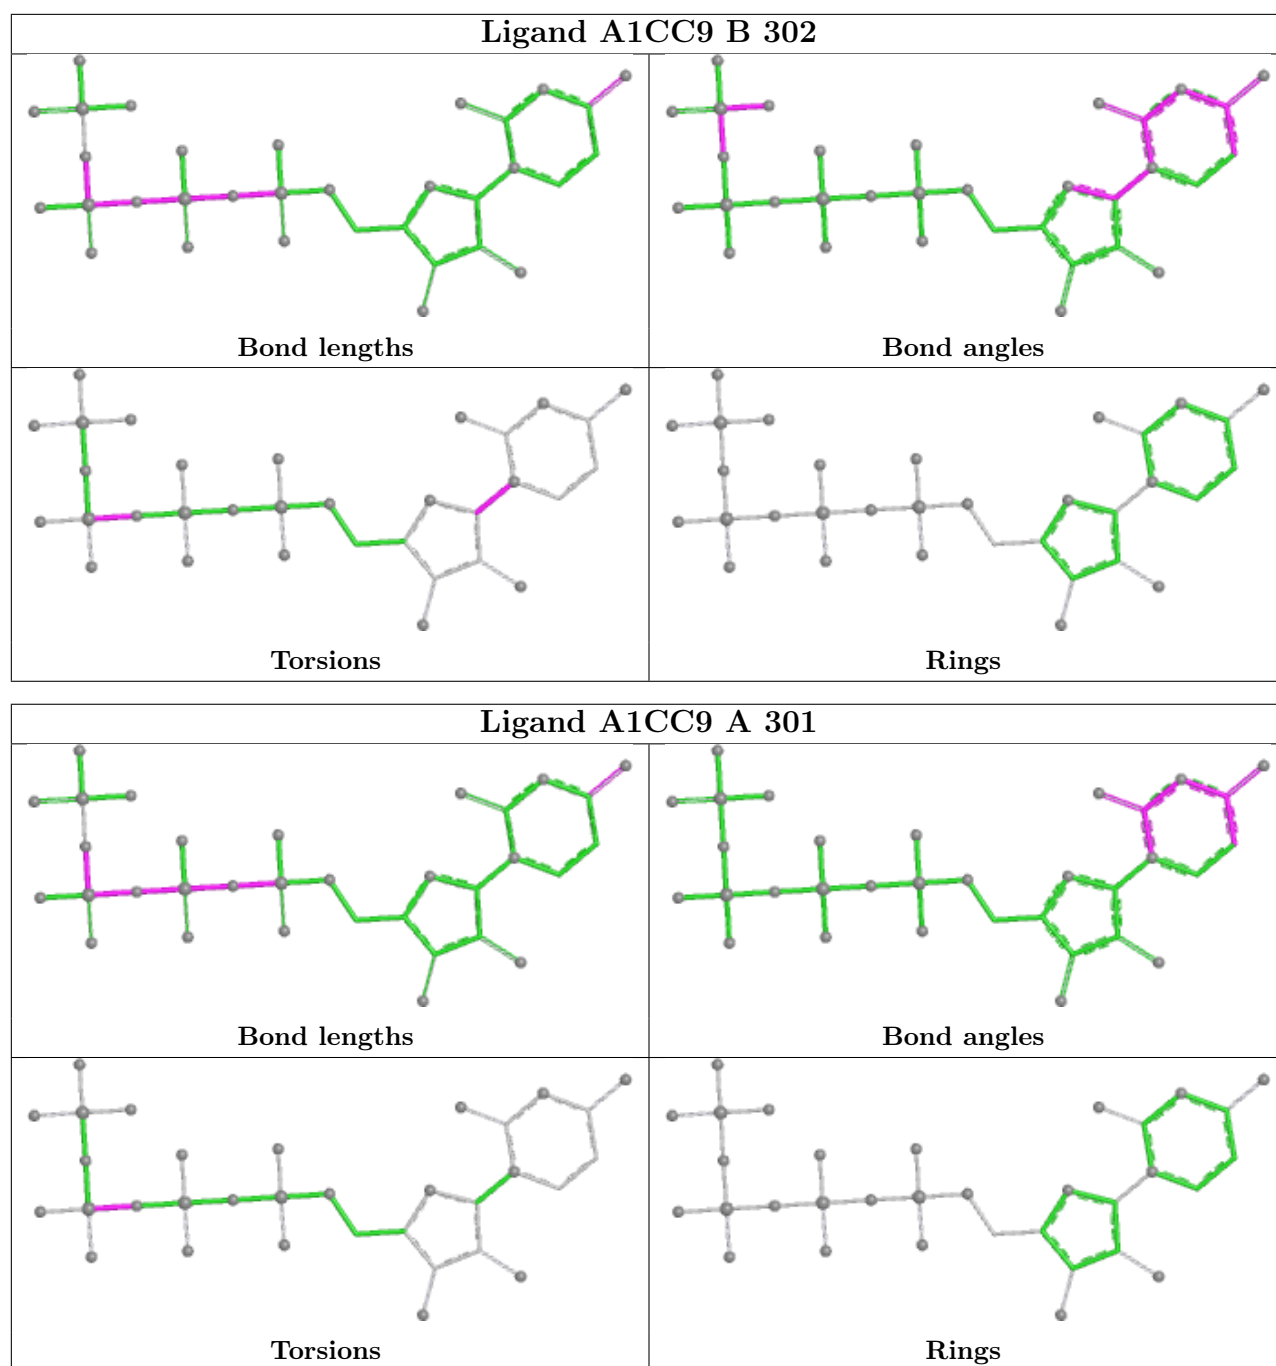 Ligand A1CC9 B 302
Bond lengths
Bond angles
Torsions
Rings
Ligand A1CC9 A 301
Bond lengths
Bond angles
Torsions
Rings